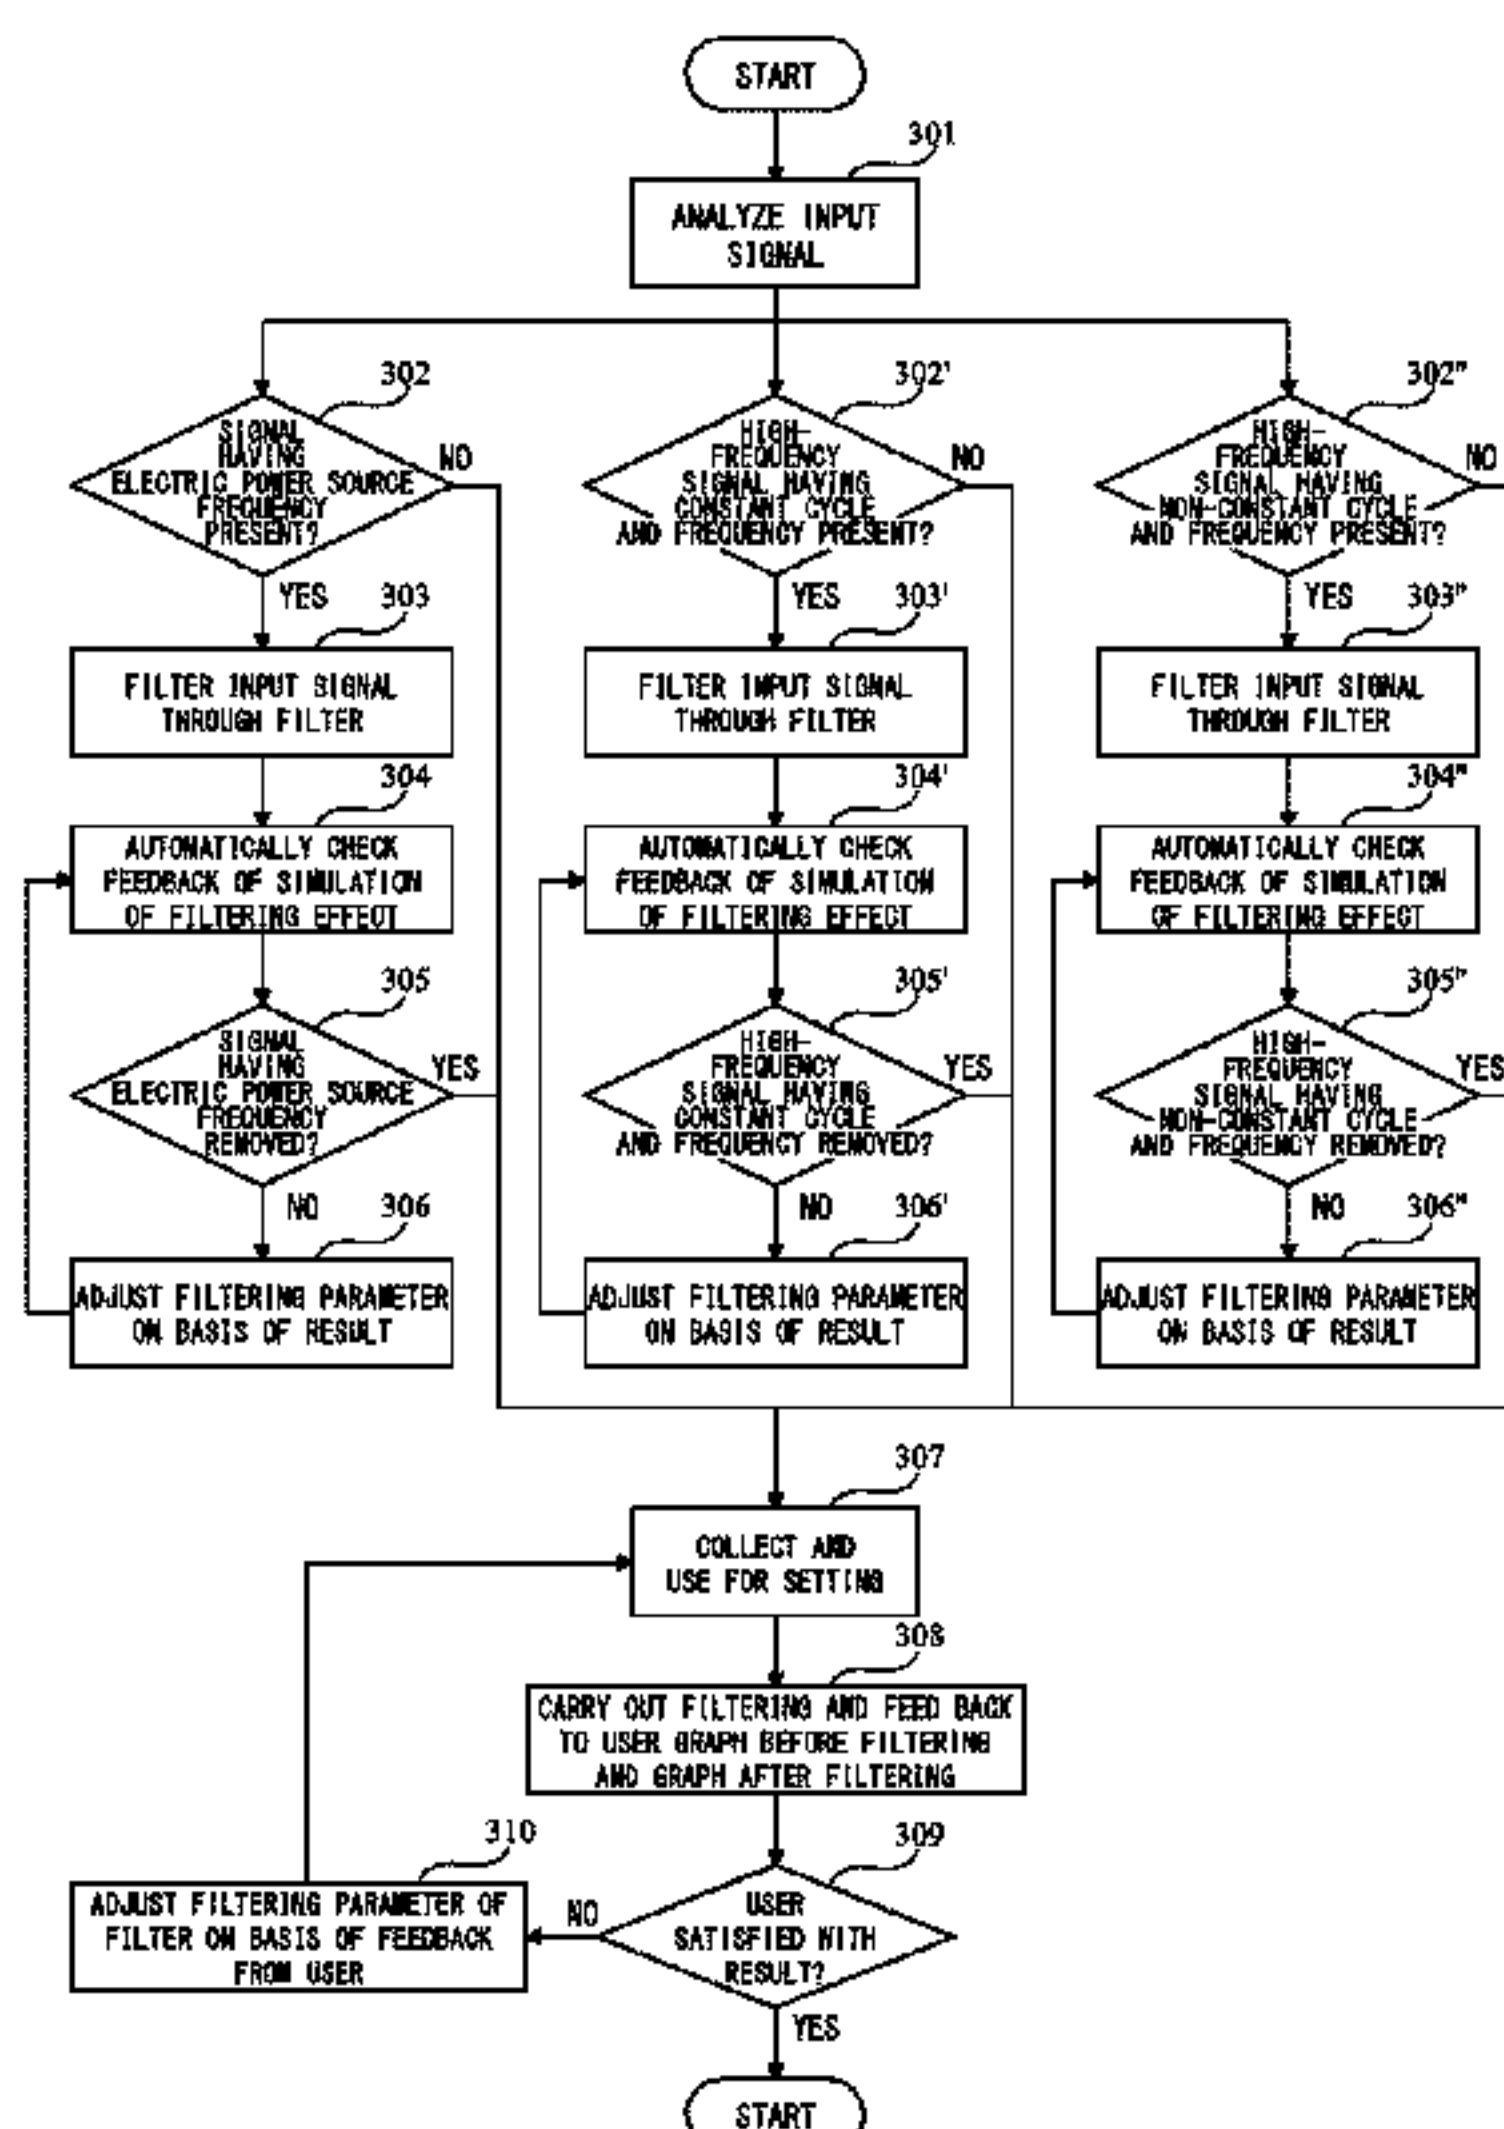 START
301
ANALYZE INPUT
SIGNAL
302
SIGNAL
HAVING
ELECTRIC POWER SOURCE
FREQUENCY
PRESENT?
NO
YES
302'
HIGH-
FREQUENCY
SIGNAL HAVING
CONSTANT CYCLE
AND FREQUENCY PRESENT?
NO
YES
302"
HIGH-
FREQUENCY
SIGNAL HAVING
NON-CONSTANT CYCLE
AND FREQUENCY PRESENT?
NO
YES
303
FILTER INPUT SIGNAL
THROUGH FILTER
303'
FILTER INPUT SIGNAL
THROUGH FILTER
303"
FILTER INPUT SIGNAL
THROUGH FILTER
304
AUTOMATICALLY CHECK
FEEDBACK OF SIMULATION
OF FILTERING EFFECT
304'
AUTOMATICALLY CHECK
FEEDBACK OF SIMULATION
OF FILTERING EFFECT
304"
AUTOMATICALLY CHECK
FEEDBACK OF SIMULATION
OF FILTERING EFFECT
305
SIGNAL
HAVING
ELECTRIC POWER SOURCE
FREQUENCY
REMOVED?
YES
NO
305'
HIGH-
FREQUENCY
SIGNAL HAVING
CONSTANT CYCLE
AND FREQUENCY REMOVED?
YES
NO
305"
HIGH-
FREQUENCY
SIGNAL HAVING
NON-CONSTANT CYCLE
AND FREQUENCY REMOVED?
YES
NO
306
ADJUST FILTERING PARAMETER
ON BASIS OF RESULT
306'
ADJUST FILTERING PARAMETER
ON BASIS OF RESULT
306"
ADJUST FILTERING PARAMETER
ON BASIS OF RESULT
307
COLLECT AND
USE FOR SETTING
308
CARRY OUT FILTERING AND FEED BACK
TO USER GRAPH BEFORE FILTERING
AND GRAPH AFTER FILTERING
309
USER
SATISFIED WITH
RESULT?
NO
YES
310
ADJUST FILTERING PARAMETER OF
FILTER ON BASIS OF FEEDBACK
FROM USER
START